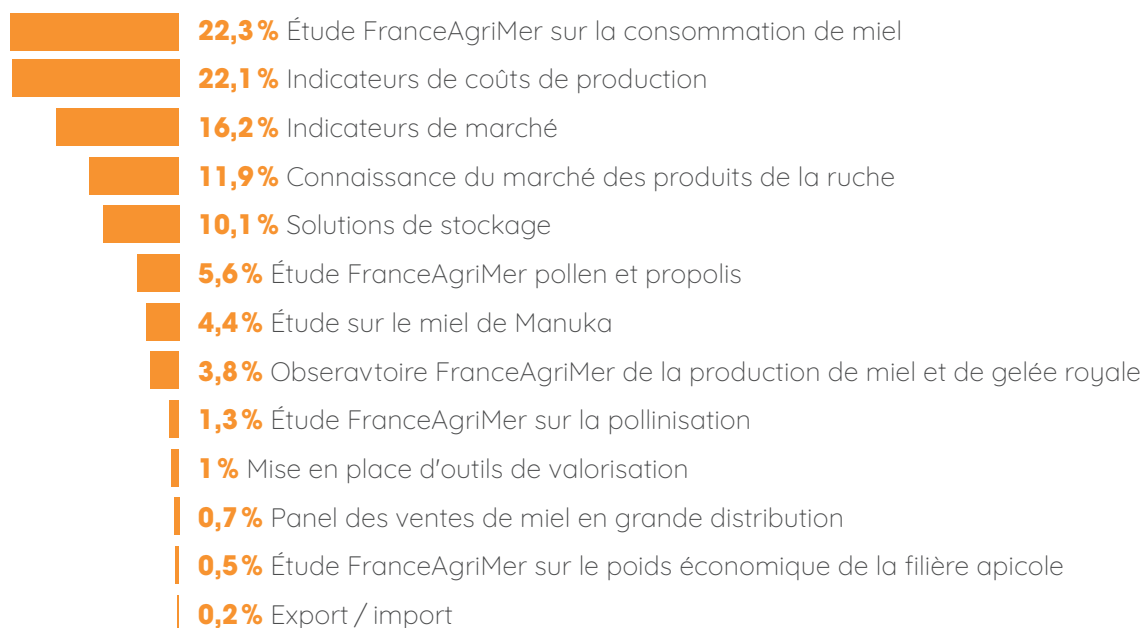 22,3 % Étude FranceAgriMer sur la consommation de miel
22,1 % Indicateurs de coûts de production
16,2 % Indicateurs de marché
11,9 % Connaissance du marché des produits de la ruche
10,1 % Solutions de stockage
5,6 % Étude FranceAgriMer pollen et propolis
4,4 % Étude sur le miel de Manuka
3,8 % Obseravtoire FranceAgriMer de la production de miel et de gelée royale
1,3 % Étude FranceAgriMer sur la pollinisation
1 % Mise en place d'outils de valorisation
0,7 % Panel des ventes de miel en grande distribution
0,5 % Étude FranceAgriMer sur le poids économique de la filière apicole
0,2 % Export / import